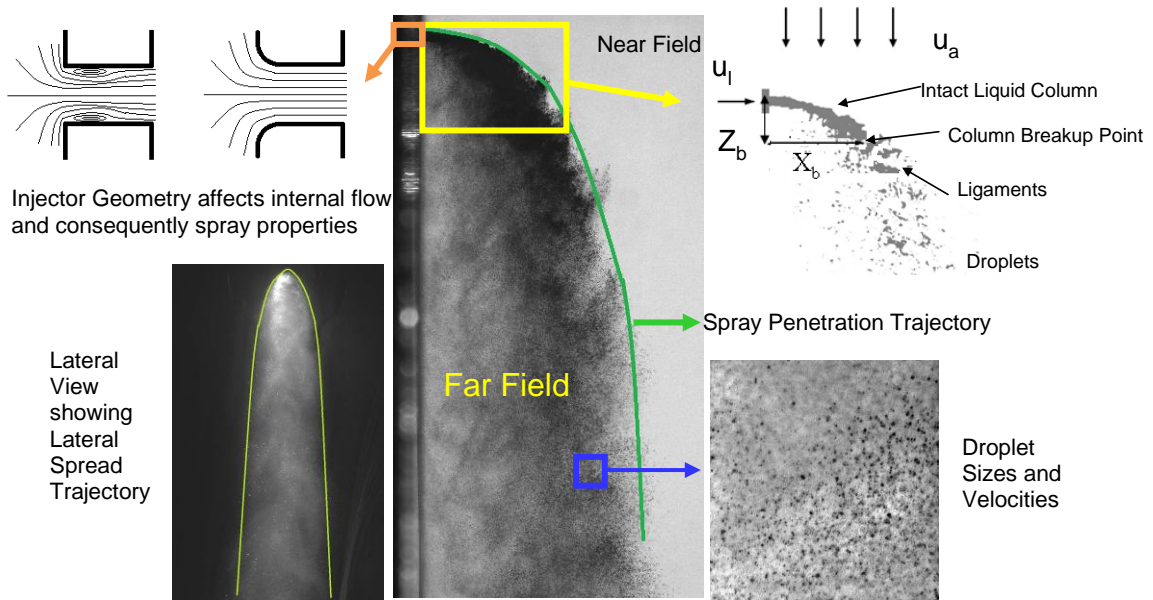 Near Field
u_a
u_l
Intact Liquid Column
Column Breakup Point
Z_b
X_b
Ligaments
Droplets
Injector Geometry affects internal flow
and consequently spray properties
Spray Penetration Trajectory
Lateral
View
showing
Lateral
Spread
Trajectory
Far Field
Droplet
Sizes and
Velocities